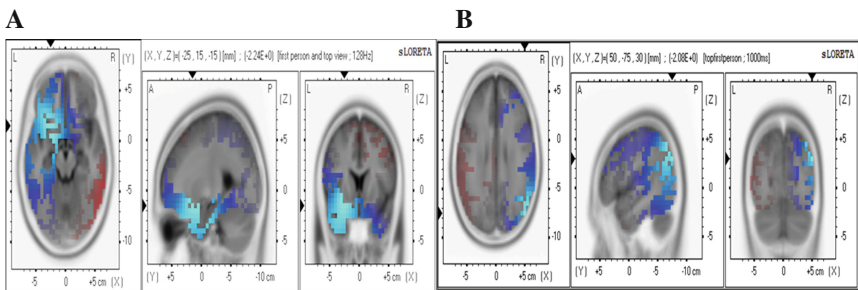 A
B
(X, Y, Z)=(-25, 15, -15) [mm] ; (-2.24E+0) [first person and top view ; 128Hz] sLORETA
L R (Y)
+5
0
-5
-10
-5 0 +5 cm (X)
A P (Z)
+5
0
-5
(Y) +5 0 -5 -10 cm
L R (Z)
+5
0
-5
-5 0 +5 cm (X)
(X, Y, Z)=(50, -75, 30) [mm] ; (-2.08E+0) [topfirstperson ; 1000ms] sLORETA
L R (Y)
+5
0
-5
-10
-5 0 +5 cm (X)
A P (Z)
+5
0
-5
(Y) +5 0 -5 -10 cm
L R (Z)
+5
0
-5
-5 0 +5 cm (X)